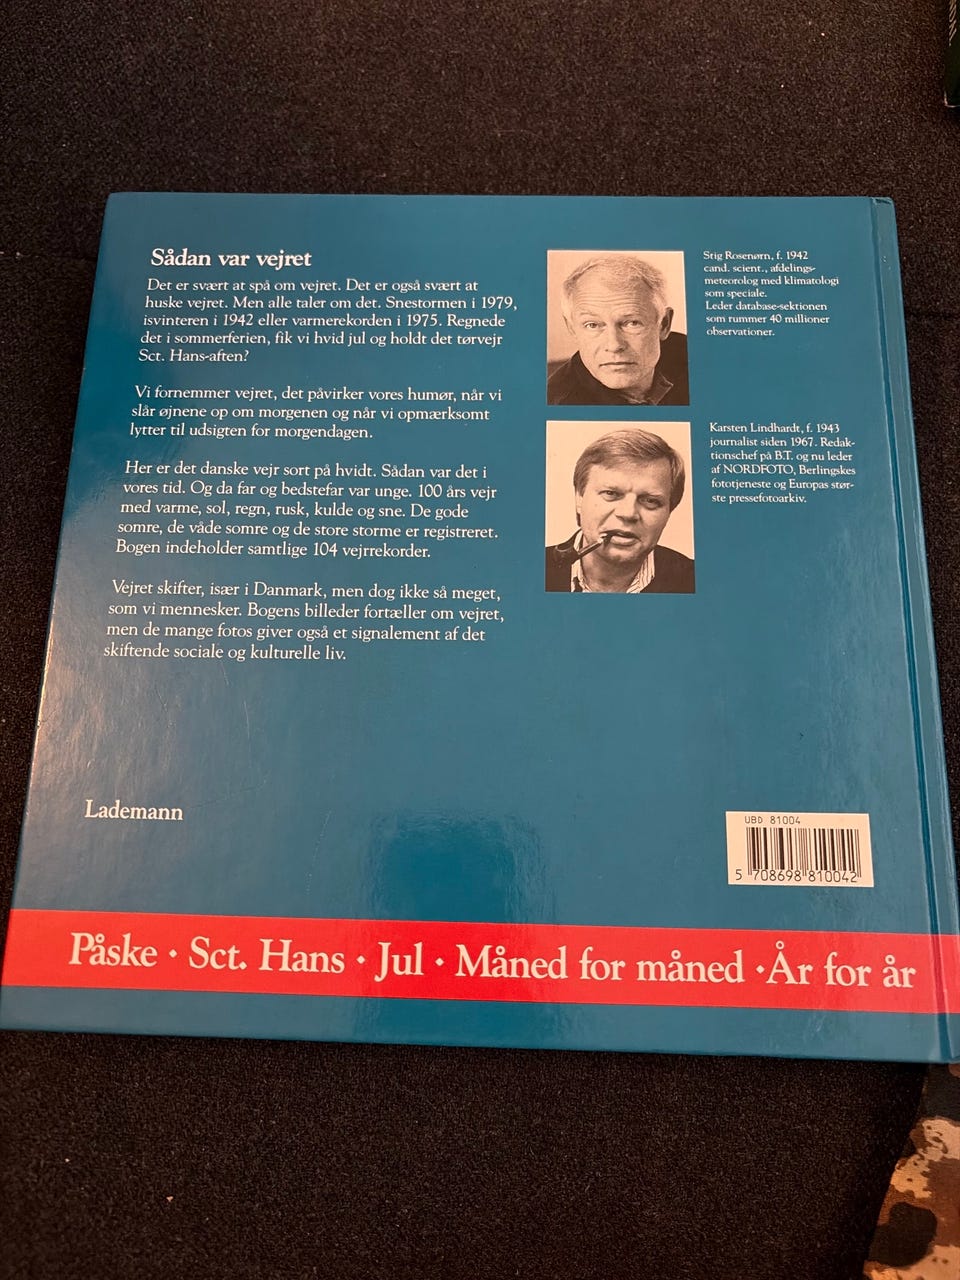 Sådan var vejret
Det er svært at spå om vejret. Det er også svært at
huske vejret. Men alle taler om det. Snestormen i 1979,
isvinteren i 1942 eller varmerekorden i 1975. Regnede
det i sommerferien, fik vi hvid jul og holdt det tørvejr
Sct. Hans-aften?
Vi fornemmer vejret, det påvirker vores humør, når vi
slår øjnene op om morgenen og når vi opmærksomt
lytter til udsigten for morgendagen.
Her er det danske vejr sort på hvidt. Sådan var det i
vores tid. Og da far og bedstefar var unge. 100 års vejr
med varme, sol, regn, rusk, kulde og sne. De gode
somre, de våde somre og de store storme er registreret.
Bogen indeholder samtlige 104 vejrrekorder.
Vejret skifter, især i Danmark, men dog ikke så meget,
som vi mennesker. Bogens billeder fortæller om vejret,
men de mange fotos giver også et signalement af det
skiftende sociale og kulturelle liv.
Stig Rosenørn, f. 1942
cand. scient., afdelings-
meteorolog med klimatologi
som speciale.
Leder database-sektionen
som rummer 40 millioner
observationer.
Karsten Lindhardt, f. 1943
journalist siden 1967. Redak-
tionschef på B.T. og nu leder
af NORDFOTO, Berlingskes
fototjeneste og Europas stør-
ste pressefotoarkiv.
Lademann
UBD 81004
5 708698 810042
Påske · Sct. Hans · Jul · Måned for måned · År for år